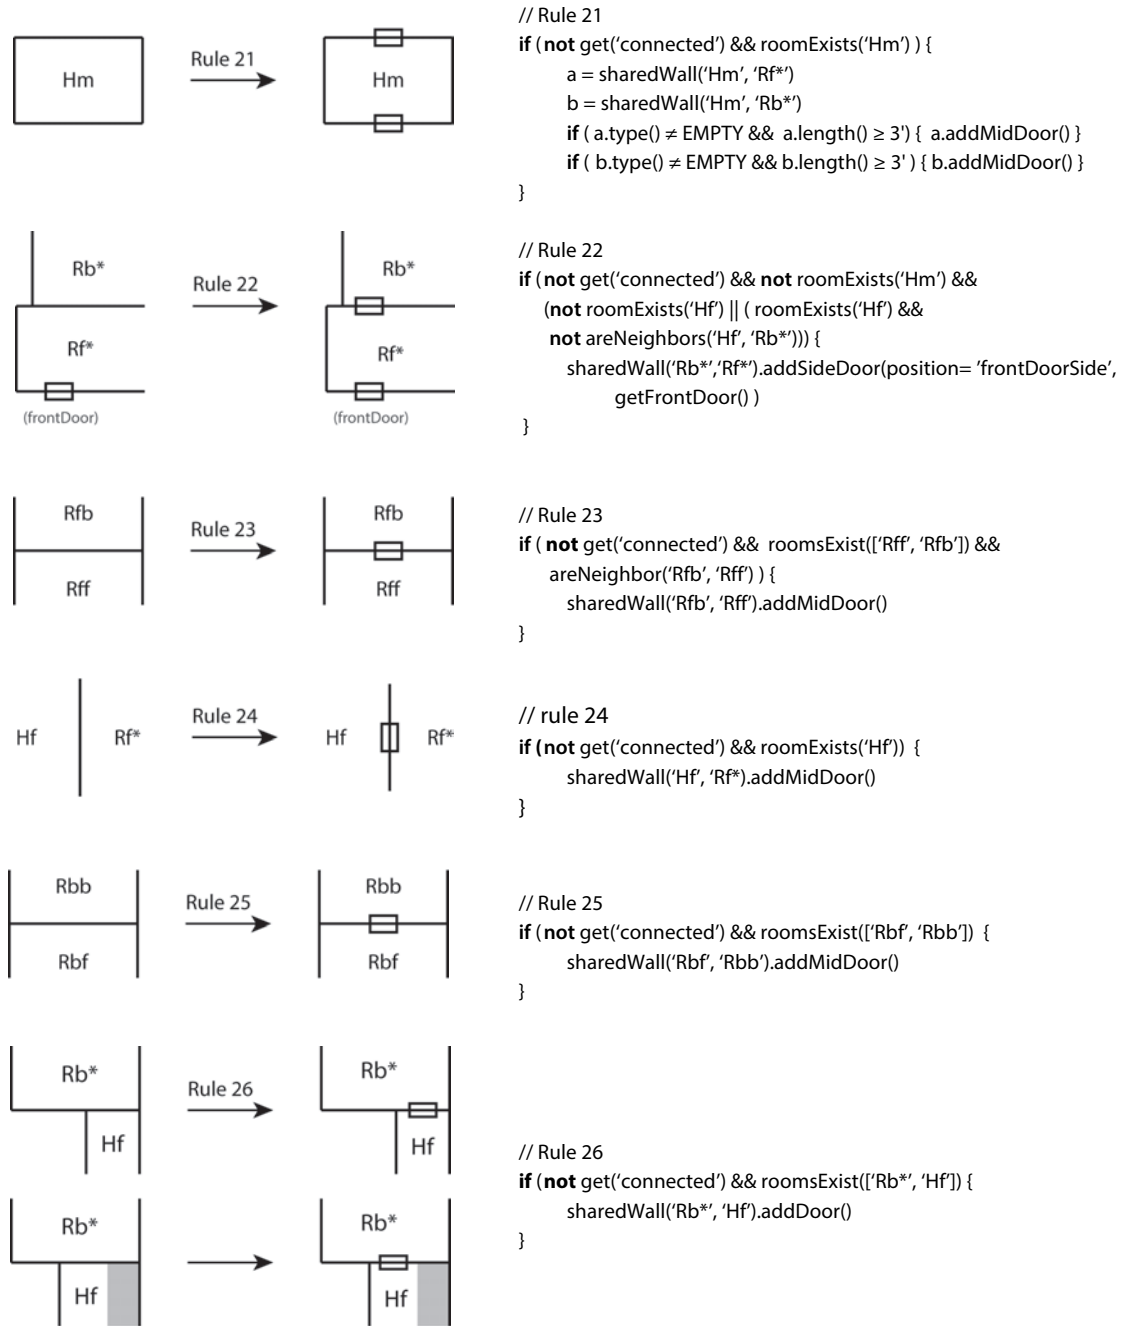 Hm
Rule 21
Hm
// Rule 21
if (not get(‘connected’) && roomExists(‘Hm’) ) {
a = sharedWall(‘Hm’, ‘Rf*’)
b = sharedWall(‘Hm’, ‘Rb*’)
if ( a.type() ≠ EMPTY && a.length() ≥ 3') { a.addMidDoor() }
if ( b.type() ≠ EMPTY && b.length() ≥ 3' ) { b.addMidDoor() }
}
Rb*
Rf*
(frontDoor)
Rule 22
Rb*
Rf*
(frontDoor)
// Rule 22
if (not get(‘connected’) && not roomExists(‘Hm’) &&
(not roomExists(‘Hf’) || ( roomExists(‘Hf’) &&
not areNeighbors(‘Hf’, ‘Rb*’))) {
sharedWall(‘Rb*’,‘Rf*’).addSideDoor(position= ‘frontDoorSide’,
getFrontDoor() )
}
Rfb
Rff
Rule 23
Rfb
Rff
// Rule 23
if ( not get(‘connected’) && roomsExist([‘Rff’, ‘Rfb’]) &&
areNeighbor(‘Rfb’, ‘Rff’) ) {
sharedWall(‘Rfb’, ‘Rff’).addMidDoor()
}
Hf
Rf*
Rule 24
Hf
Rf*
// rule 24
if (not get(‘connected’) && roomExists(‘Hf’)) {
sharedWall(‘Hf’, ‘Rf*).addMidDoor()
}
Rbb
Rbf
Rule 25
Rbb
Rbf
// Rule 25
if (not get(‘connected’) && roomsExist([‘Rbf’, ‘Rbb’]) {
sharedWall(‘Rbf’, ‘Rbb’).addMidDoor()
}
Rb*
Hf
Rule 26
Rb*
Hf
Rb*
Hf
Rb*
Hf
// Rule 26
if (not get(‘connected’) && roomsExist([‘Rb*’, ‘Hf’]) {
sharedWall(‘Rb*’, ‘Hf’).addDoor()
}